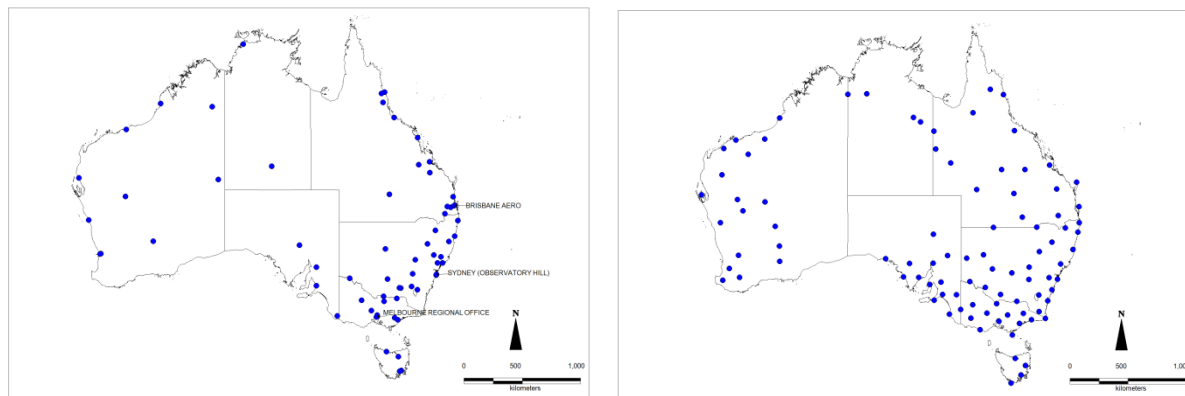 BRISBANE AERO
SYDNEY (OBSERVATORY HILL)
MELBOURNE REGIONAL OFFICE
N
0 500 1,000
kilometers
N
0 500 1,000
kilometers